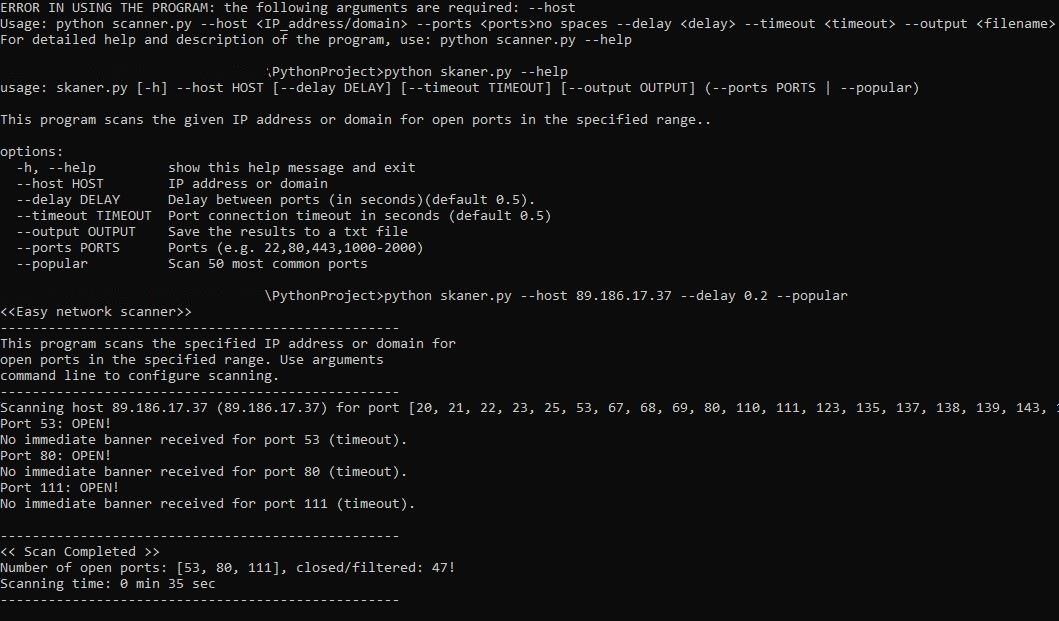 ERROR IN USING THE PROGRAM: the following arguments are required: --host
Usage: python scanner.py --host <IP_address/domain> --ports <ports>no spaces --delay <delay> --timeout <timeout> --output <filename>
For detailed help and description of the program, use: python scanner.py --help
\PythonProject>python skaner.py --help
usage: skaner.py [-h] --host HOST [--delay DELAY] [--timeout TIMEOUT] [--output OUTPUT] (--ports PORTS | --popular)
This program scans the given IP address or domain for open ports in the specified range..
options:
-h, --help show this help message and exit
--host HOST IP address or domain
--delay DELAY Delay between ports (in seconds)(default 0.5).
--timeout TIMEOUT Port connection timeout in seconds (default 0.5)
--output OUTPUT Save the results to a txt file
--ports PORTS Ports (e.g. 22,80,443,1000-2000)
--popular Scan 50 most common ports
\PythonProject>python skaner.py --host 89.186.17.37 --delay 0.2 --popular
<<Easy network scanner>>
--------------------------------------------------
This program scans the specified IP address or domain for
open ports in the specified range. Use arguments
command line to configure scanning.
--------------------------------------------------
Scanning host 89.186.17.37 (89.186.17.37) for port [20, 21, 22, 23, 25, 53, 67, 68, 69, 80, 110, 111, 123, 135, 137, 138, 139, 143,
Port 53: OPEN!
No immediate banner received for port 53 (timeout).
Port 80: OPEN!
No immediate banner received for port 80 (timeout).
Port 111: OPEN!
No immediate banner received for port 111 (timeout).
--------------------------------------------------
<< Scan Completed >>
Number of open ports: [53, 80, 111], closed/filtered: 47!
Scanning time: 0 min 35 sec
--------------------------------------------------